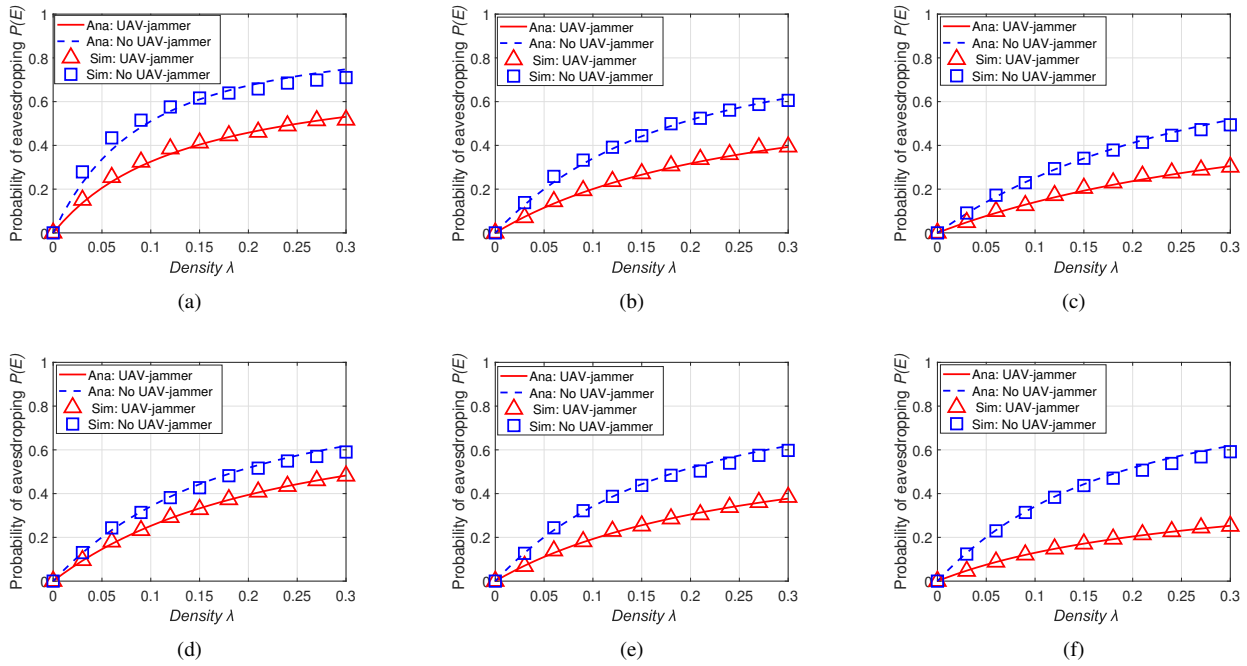 Probability of eavesdropping P(E)
1
0.8
0.6
0.4
0.2
0
Ana: UAV-jammer
Ana: No UAV-jammer
Sim: UAV-jammer
Sim: No UAV-jammer
0 0.05 0.1 0.15 0.2 0.25 0.3
Density λ
(a)
Probability of eavesdropping P(E)
1
0.8
0.6
0.4
0.2
0
Ana: UAV-jammer
Ana: No UAV-jammer
Sim: UAV-jammer
Sim: No UAV-jammer
0 0.05 0.1 0.15 0.2 0.25 0.3
Density λ
(b)
Probability of eavesdropping P(E)
1
0.8
0.6
0.4
0.2
0
Ana: UAV-jammer
Ana: No UAV-jammer
Sim: UAV-jammer
Sim: No UAV-jammer
0 0.05 0.1 0.15 0.2 0.25 0.3
Density λ
(c)
Probability of eavesdropping P(E)
1
0.8
0.6
0.4
0.2
0
Ana: UAV-jammer
Ana: No UAV-jammer
Sim: UAV-jammer
Sim: No UAV-jammer
0 0.05 0.1 0.15 0.2 0.25 0.3
Density λ
(d)
Probability of eavesdropping P(E)
1
0.8
0.6
0.4
0.2
0
Ana: UAV-jammer
Ana: No UAV-jammer
Sim: UAV-jammer
Sim: No UAV-jammer
0 0.05 0.1 0.15 0.2 0.25 0.3
Density λ
(e)
Probability of eavesdropping P(E)
1
0.8
0.6
0.4
0.2
0
Ana: UAV-jammer
Ana: No UAV-jammer
Sim: UAV-jammer
Sim: No UAV-jammer
0 0.05 0.1 0.15 0.2 0.25 0.3
Density λ
(f)